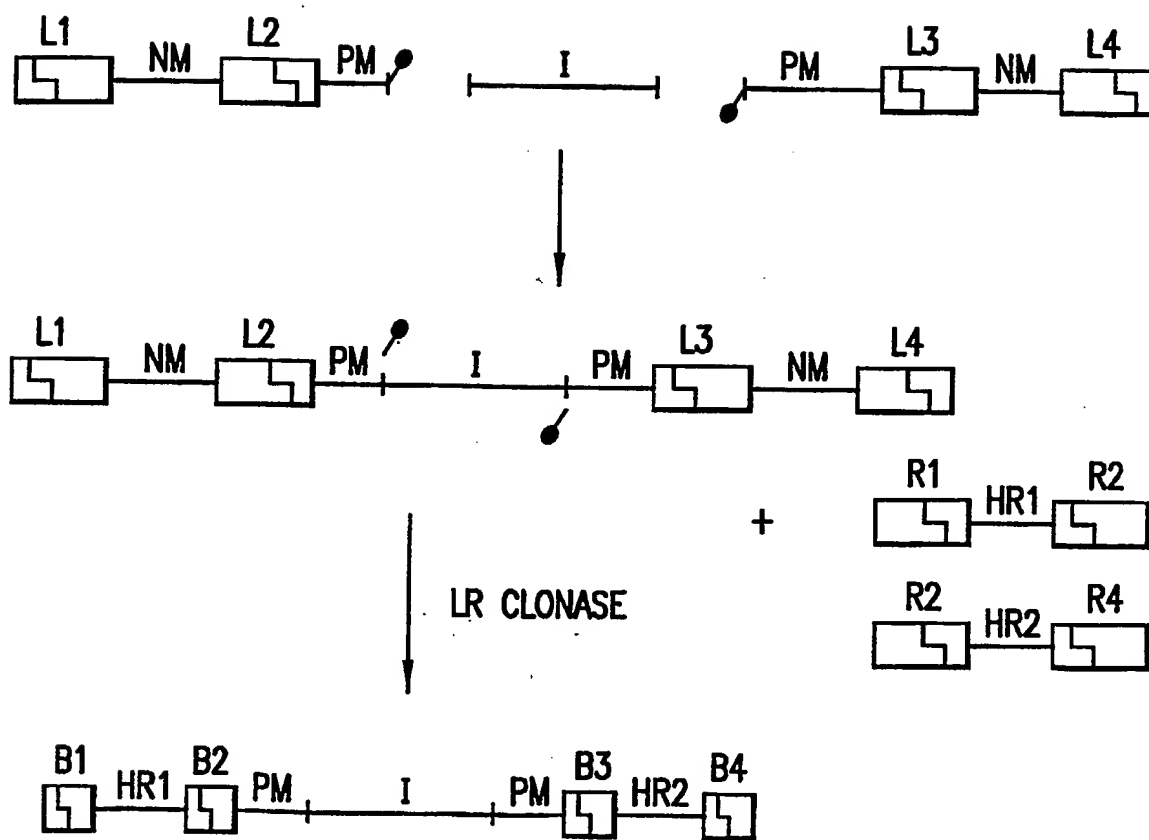 L1 NM L2 PM I PM L3 NM L4
L1 NM L2 PM I PM L3 NM L4
R1 HR1 R2
+
R2 HR2 R4
LR CLONASE
B1 HR1 B2 PM I PM B3 HR2 B4